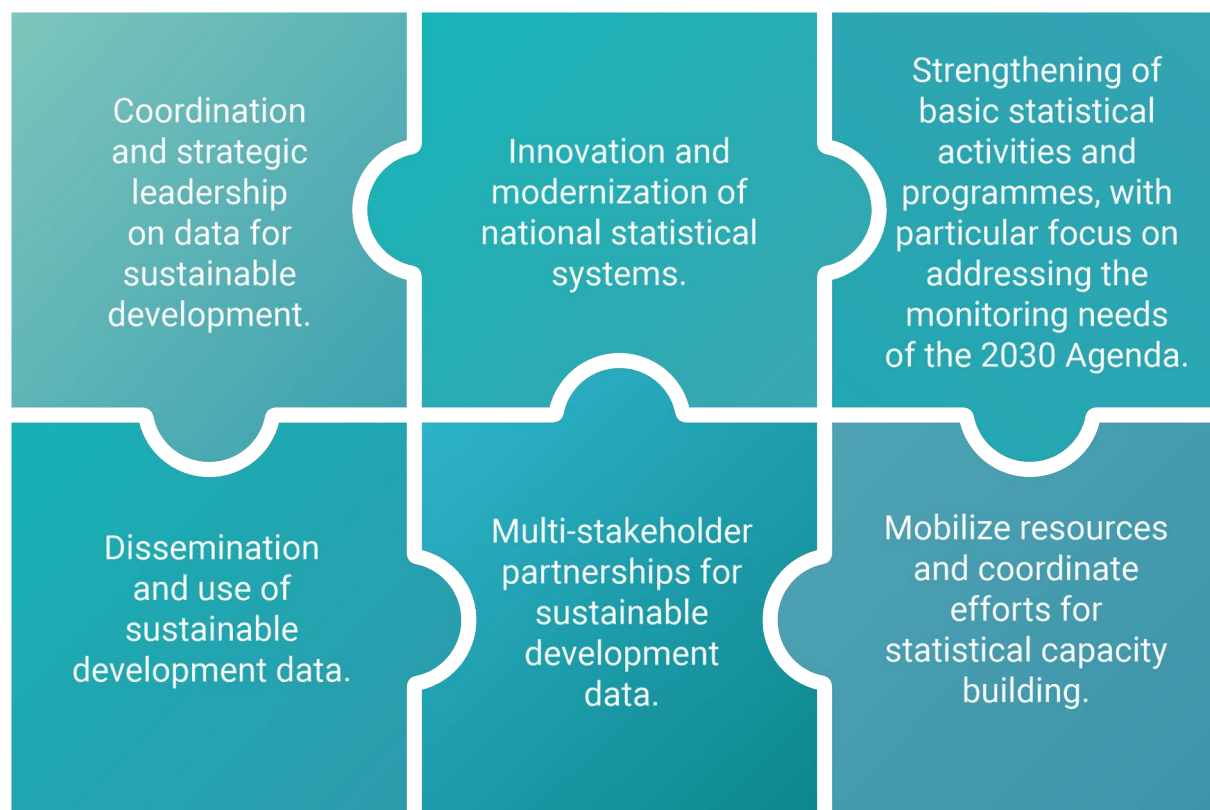 Coordination
and strategic
leadership
on data for
sustainable
development.
Innovation and
modernization of
national statistical
systems.
Strengthening of
basic statistical
activities and
programmes, with
particular focus on
addressing the
monitoring needs
of the 2030 Agenda.
Dissemination
and use of
sustainable
development data.
Multi-stakeholder
partnerships for
sustainable
development
data.
Mobilize resources
and coordinate
efforts for
statistical capacity
building.